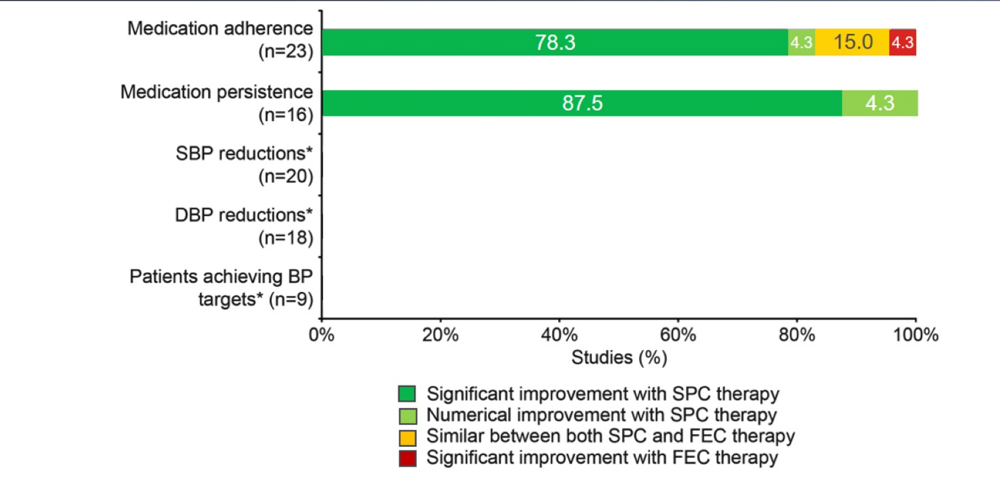 Medication adherence
(n=23)
78.3
4.3
15.0
4.3
Medication persistence
(n=16)
87.5
4.3
SBP reductions*
(n=20)
DBP reductions*
(n=18)
Patients achieving BP
targets* (n=9)
0%
20%
40%
60%
80%
100%
Studies (%)
Significant improvement with SPC therapy
Numerical improvement with SPC therapy
Similar between both SPC and FEC therapy
Significant improvement with FEC therapy